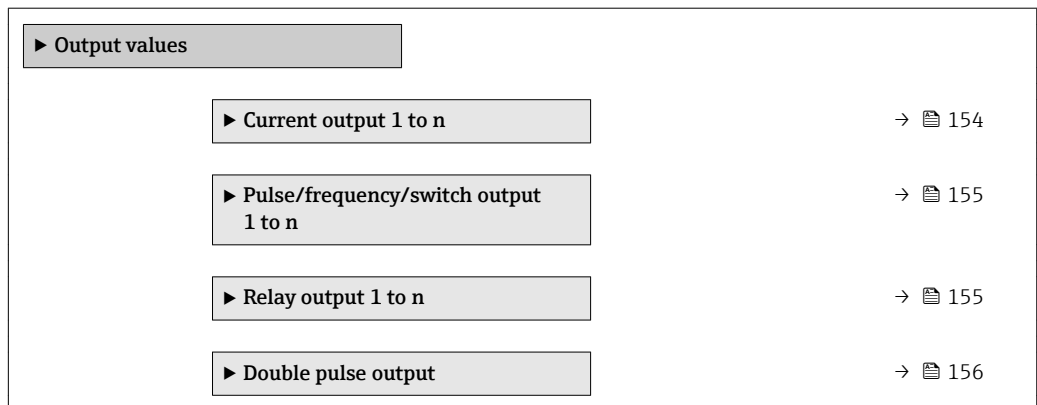 ▶ Output values
▶ Current output 1 to n → 154
▶ Pulse/frequency/switch output
1 to n → 155
▶ Relay output 1 to n → 155
▶ Double pulse output → 156